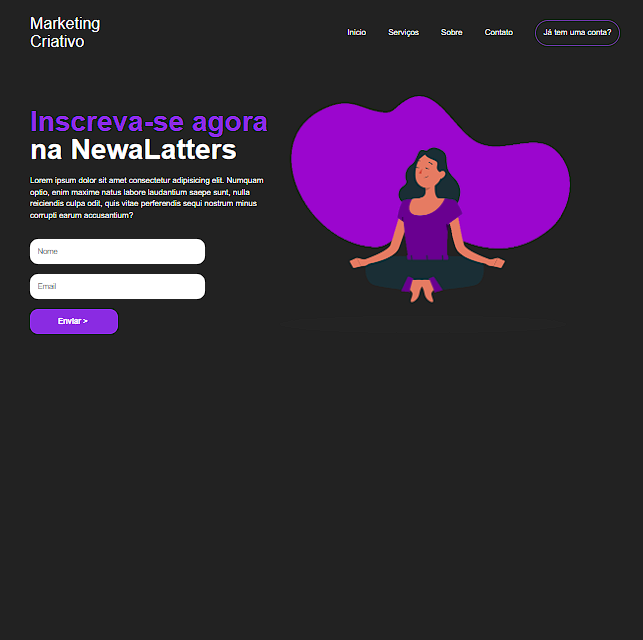 Marketing
Criativo
Inicio
Serviços
Sobre
Contato
Já tem uma conta?
Inscreva-se agora
na NewaLatters
Lorem ipsum dolor sit amet consectetur adipisicing elit. Numquam
optio, enim maxime natus labore laudantium saepe sunt, nulla
reiciendis culpa odit, quis vitae perferendis sequi nostrum minus
corrupti earum accusantium?
Nome
Email
Enviar >